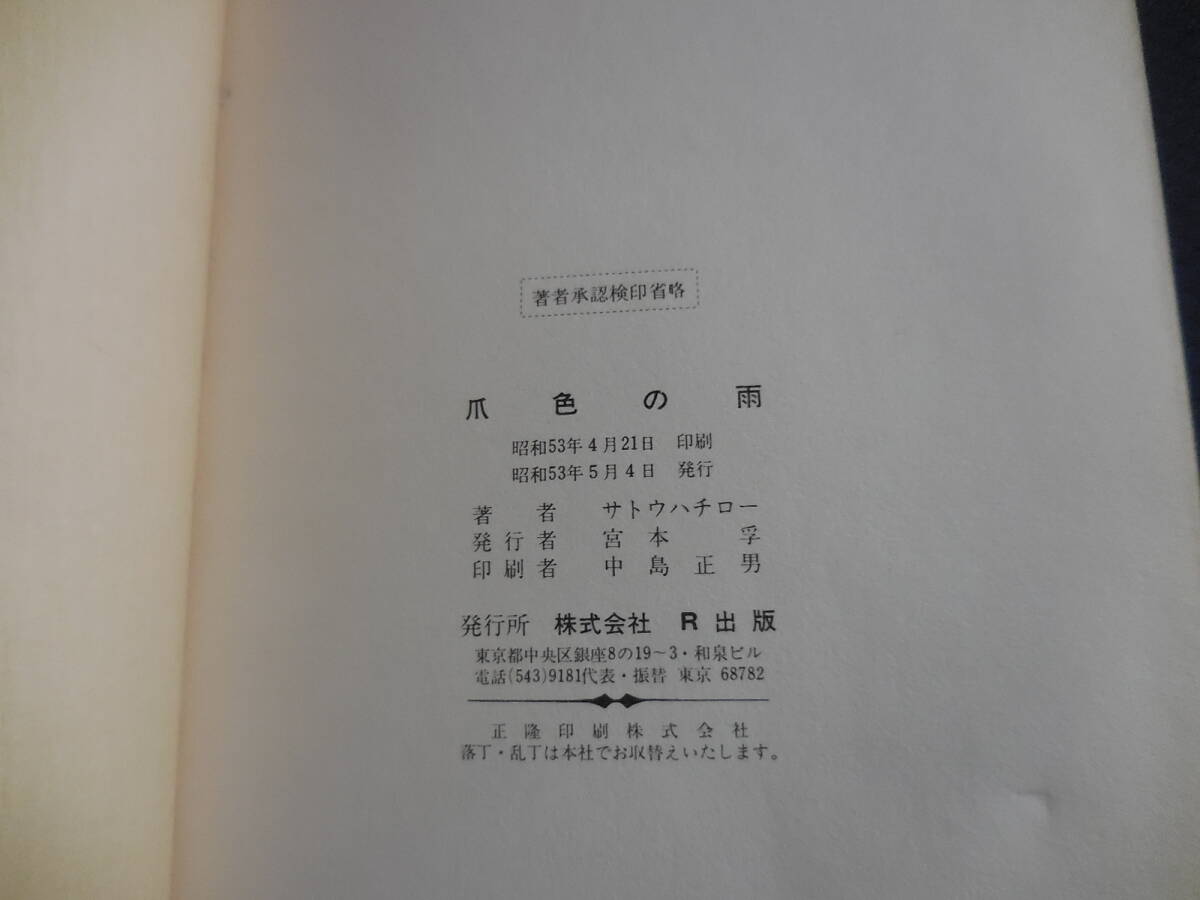 著者承認検印省略
爪色の雨
昭和53年4月21日 印刷
昭和53年5月4日 発行
著者 サトウハチロー
発行者 宮本 孚
印刷者 中島正男
発行所 株式会社 R出版
東京都中央区銀座8の19〜3・和泉ビル
電話(543)9181代表・振替 東京 68782
正隆印刷株式会社
落丁・乱丁は本社でお収替えいたします。